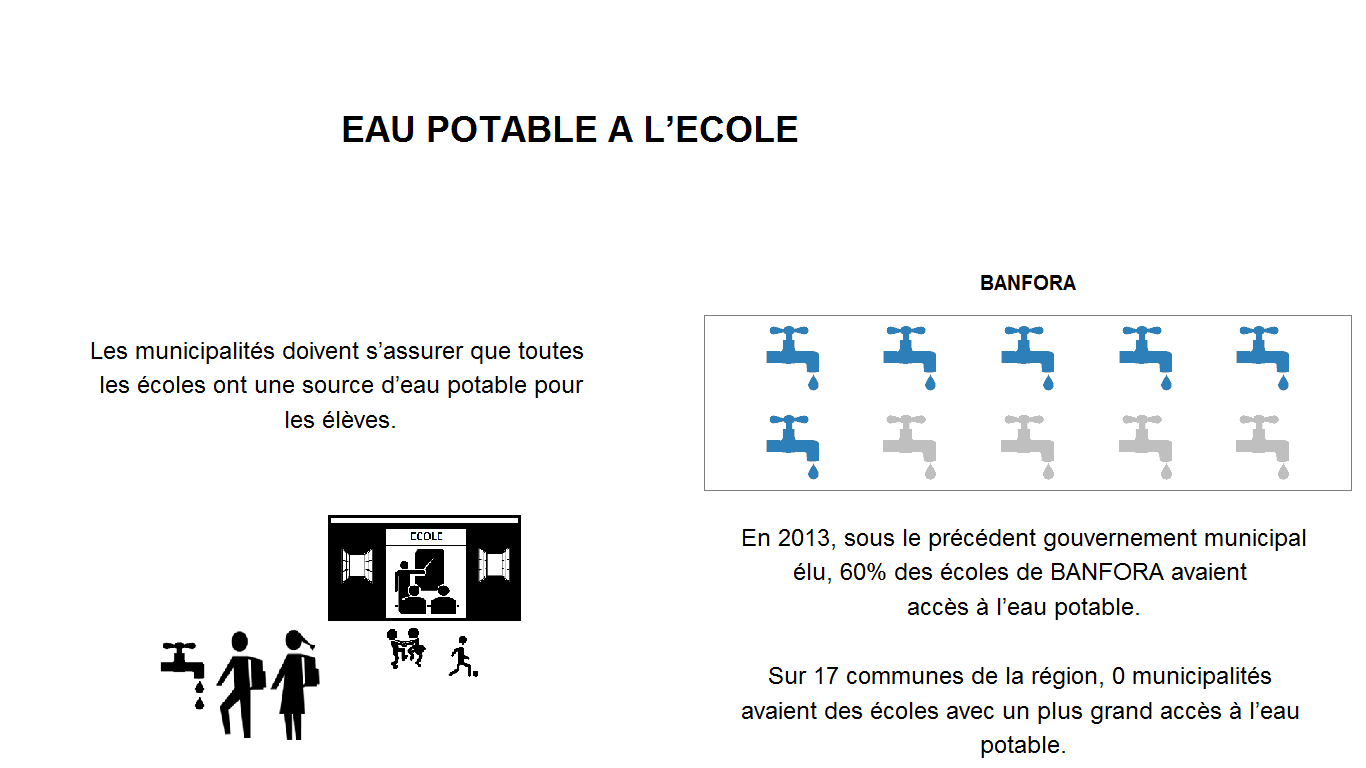 EAU POTABLE A L’ECOLE
Les municipalités doivent s’assurer que toutes
les écoles ont une source d’eau potable pour
les élèves.
ECOLE
BANFORA
En 2013, sous le précédent gouvernement municipal
élu, 60% des écoles de BANFORA avaient
accès à l’eau potable.
Sur 17 communes de la région, 0 municipalités
avaient des écoles avec un plus grand accès à l’eau
potable.